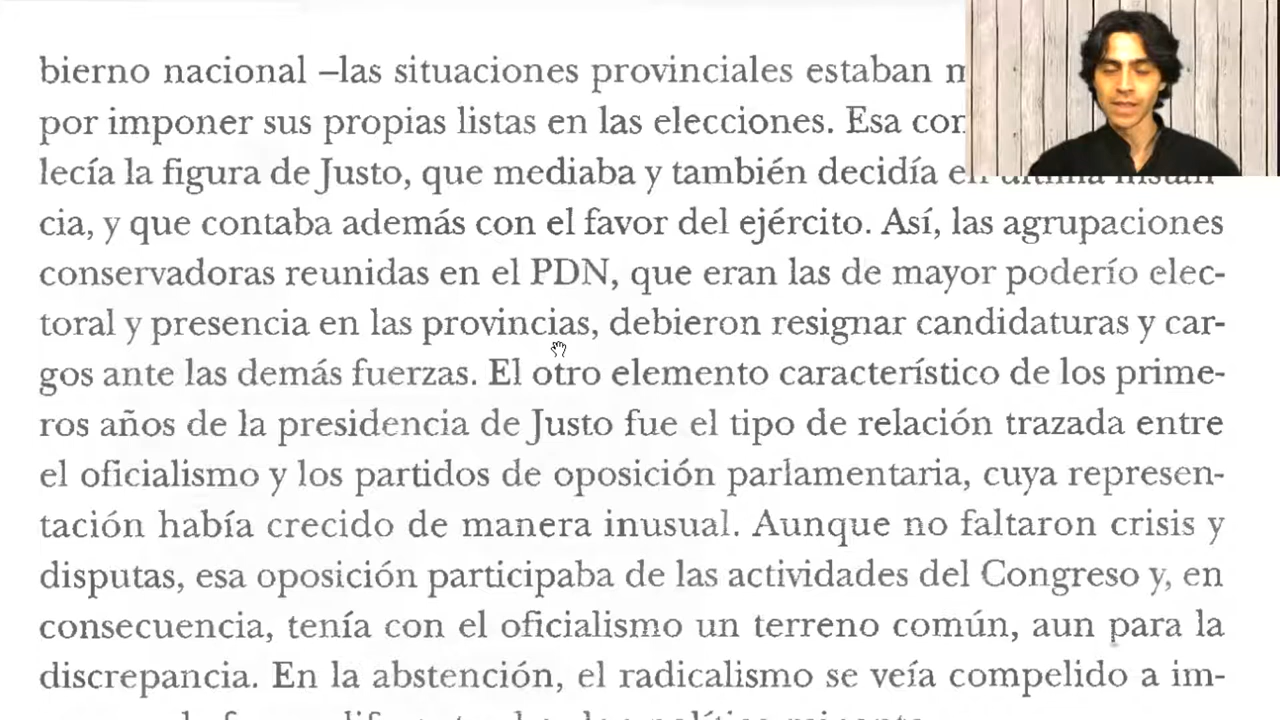 bierno nacional –las situaciones provinciales estaban
por imponer sus propias listas en las elecciones. Esa
lecía la figura de Justo, que mediaba y también decidía en última instan-
cia, y que contaba además con el favor del ejército. Así, las agrupaciones
conservadoras reunidas en el PDN, que eran las de mayor poderío elec-
toral y presencia en las provincias, debieron resignar candidaturas y car-
gos ante las demás fuerzas. El otro elemento característico de los prime-
ros años de la presidencia de Justo fue el tipo de relación trazada entre
el oficialismo y los partidos de oposición parlamentaria, cuya represen-
tación había crecido de manera inusual. Aunque no faltaron crisis y
disputas, esa oposición participaba de las actividades del Congreso y, en
consecuencia, tenía con el oficialismo un terreno común, aun para la
discrepancia. En la abstención, el radicalismo se veía compelido a im-